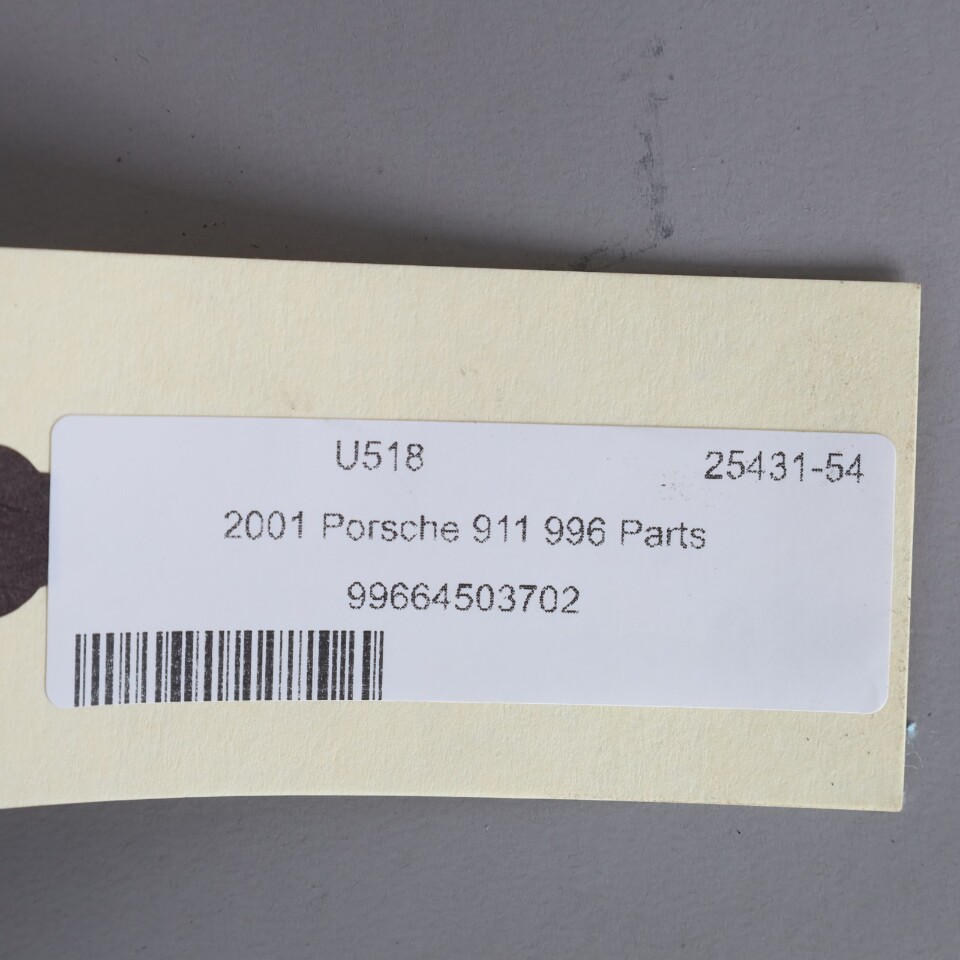 U518 25431-54
2001 Porsche 911 996 Parts
99664503702